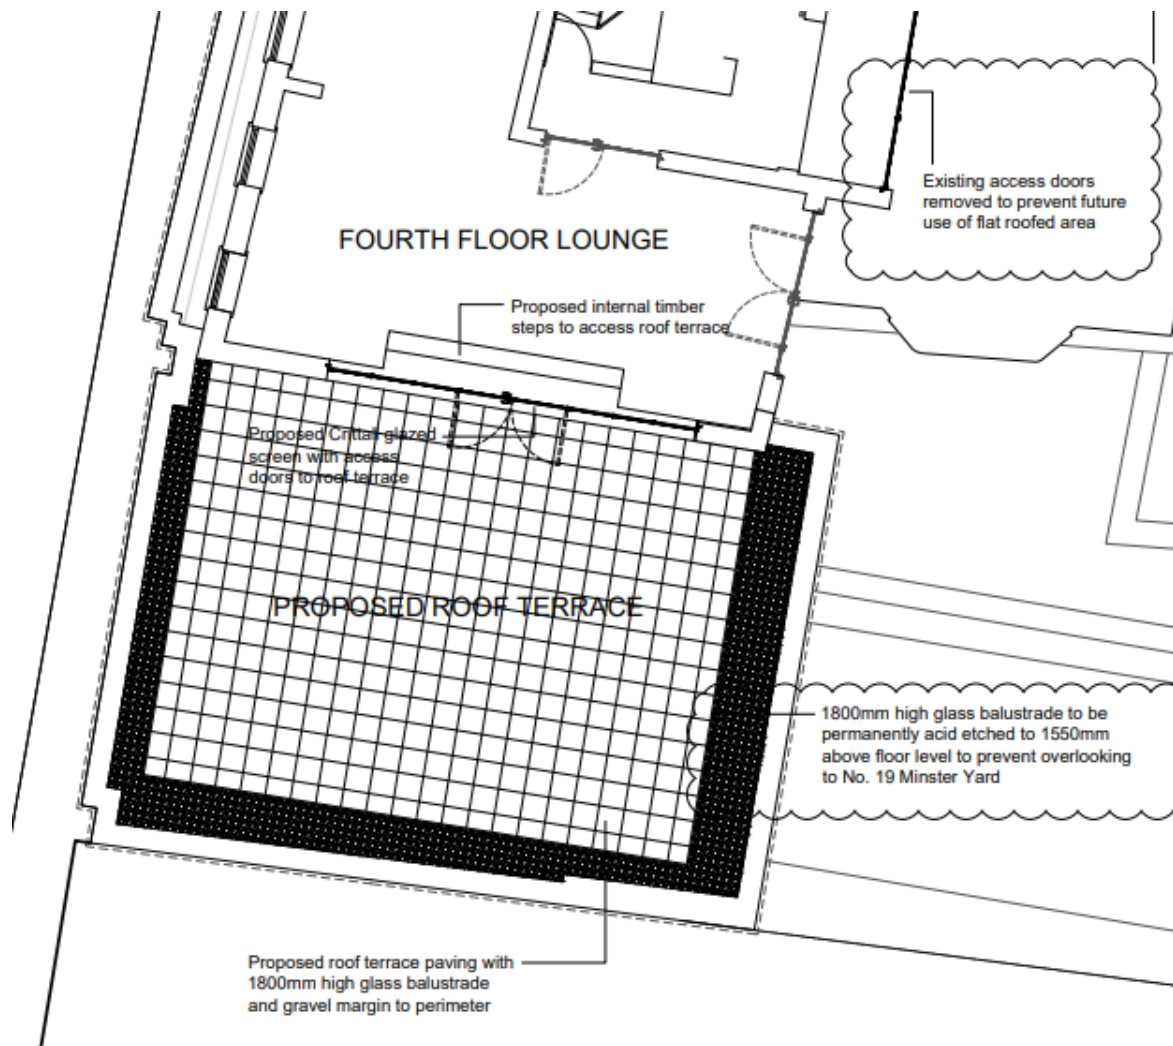 Existing access doors
removed to prevent future
use of flat roofed area
FOURTH FLOOR LOUNGE
Proposed internal timber
steps to access roof terrace
Proposed Crittall glazed
screen with access
doors to roof terrace
PROPOSED ROOF TERRACE
1800mm high glass balustrade to be
permanently acid etched to 1550mm
above floor level to prevent overlooking
to No. 19 Minster Yard
Proposed roof terrace paving with
1800mm high glass balustrade
and gravel margin to perimeter